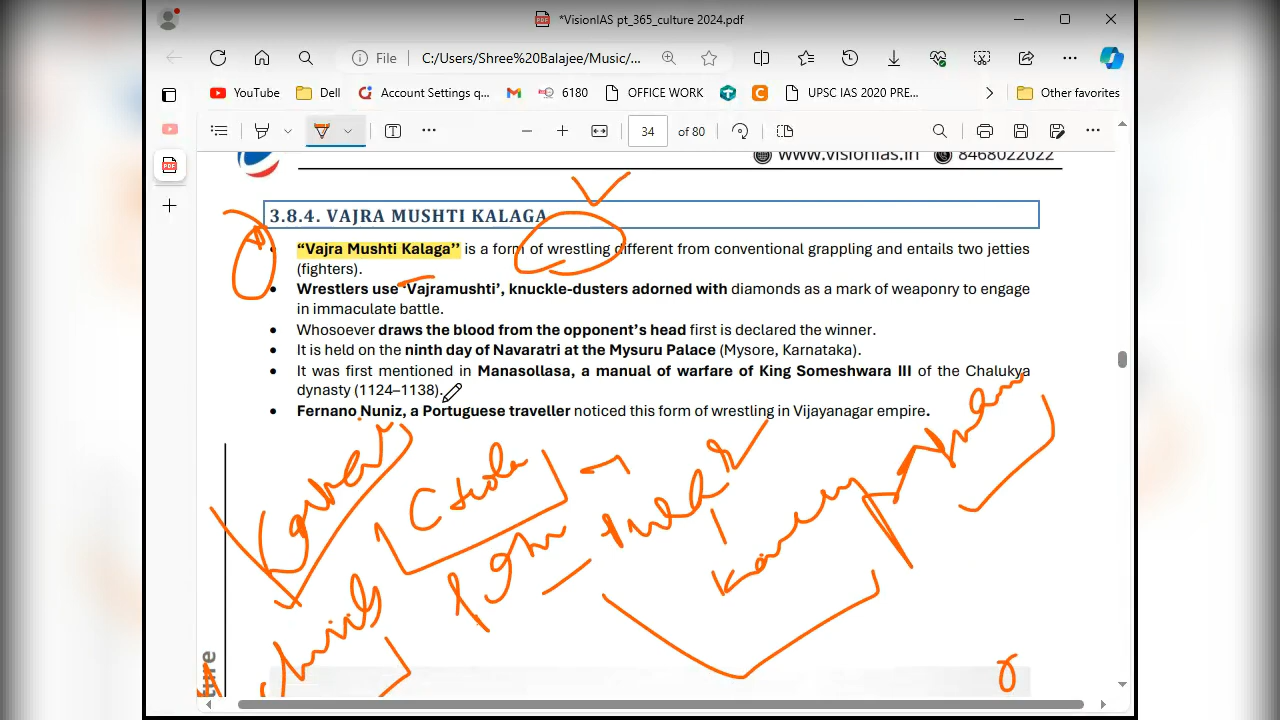 *VisionIAS pt_365_culture 2024.pdf
File C:/Users/Shree%20Balajee/Music/...
YouTube Dell Account Settings q... 6180 OFFICE WORK UPSC IAS 2020 PRE... Other favorites
34 of 80
www.visionias.in 8468022022
3.8.4. VAJRA MUSHTI KALAGA
• “Vajra Mushti Kalaga” is a form of wrestling different from conventional grappling and entails two jetties
(fighters).
• Wrestlers use ‘Vajramushti’, knuckle-dusters adorned with diamonds as a mark of weaponry to engage
in immaculate battle.
• Whosoever draws the blood from the opponent’s head first is declared the winner.
• It is held on the ninth day of Navaratri at the Mysuru Palace (Mysore, Karnataka).
• It was first mentioned in Manasollasa, a manual of warfare of King Someshwara III of the Chalukya
dynasty (1124–1138).
• Fernano Nuniz, a Portuguese traveller noticed this form of wrestling in Vijayanagar empire.